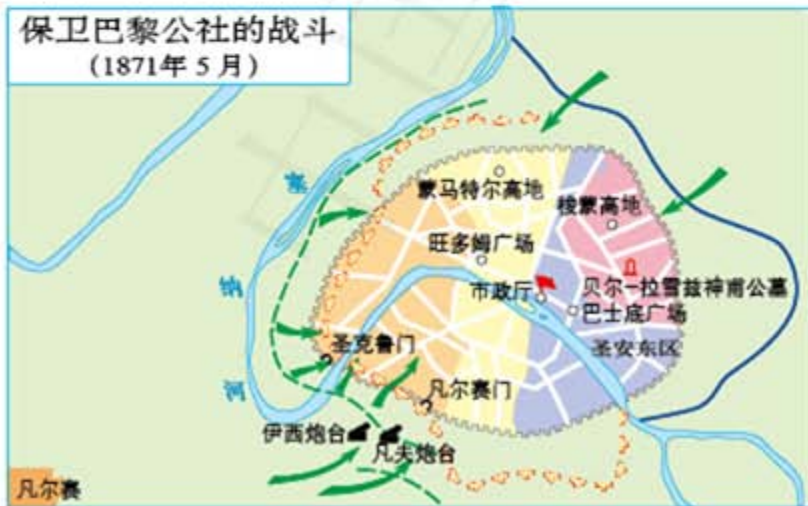 保卫巴黎公社的战斗
(1871年5月)
蒙马特尔高地
梭蒙高地
旺多姆广场
市政厅
贝尔-拉雪兹神甫公墓
巴士底广场
圣安东区
圣克鲁门
凡尔赛门
伊西炮台
凡夫炮台
塞
纳
河
凡尔赛